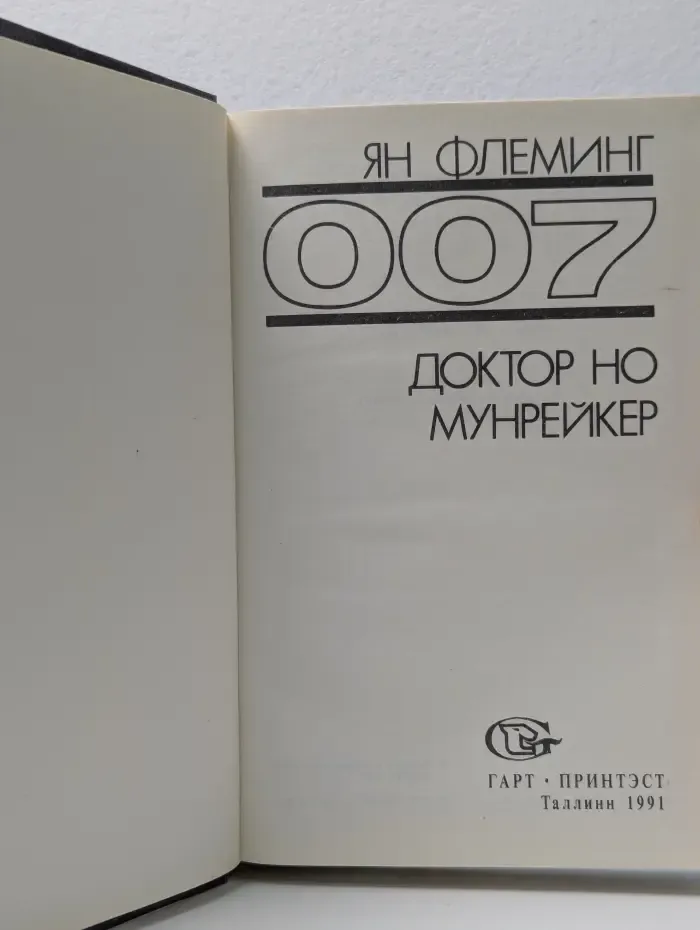 ЯН ФЛЕМИНГ
007
ДОКТОР НО
МУНРЕЙКЕР
ГАРТ • ПРИНТЭСТ
Таллинн 1991